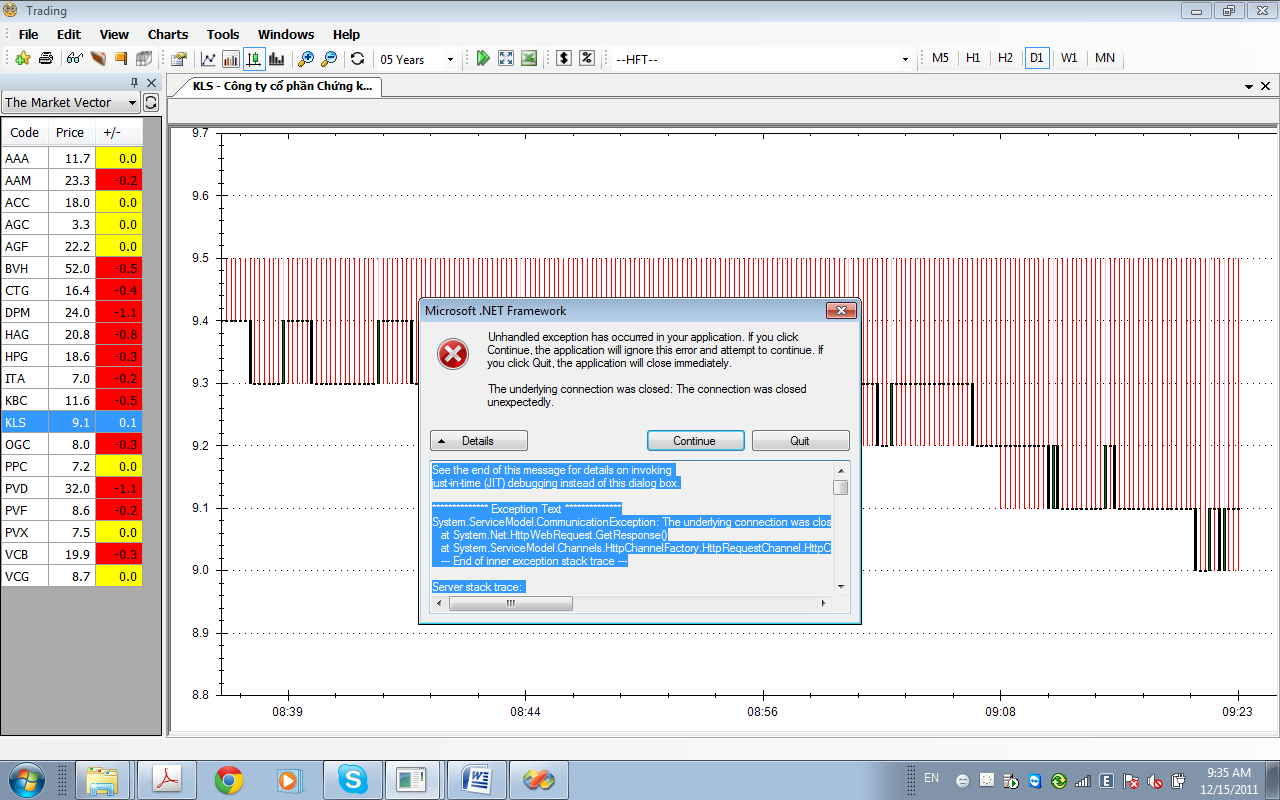 Trading
File Edit View Charts Tools Windows Help
05 Years
--HFT--
M5 H1 H2 D1 W1 MN
The Market Vector
KLS - Công ty cổ phần Chứng k...
Code Price +/-
AAA 11.7 0.0
AAM 23.3 -0.2
ACC 18.0 0.0
AGC 3.3 0.0
AGF 22.2 0.0
BVH 52.0 -0.5
CTG 16.4 -0.4
DPM 24.0 -1.1
HAG 20.8 -0.8
HPG 18.6 -0.3
ITA 7.0 -0.2
KBC 11.6 -0.5
KLS 9.1 0.1
OGC 8.0 -0.3
PPC 7.2 0.0
PVD 32.0 -1.1
PVF 8.6 -0.2
PVX 7.5 0.0
VCB 19.9 -0.3
VCG 8.7 0.0
9.7
9.6
9.5
9.4
9.3
9.2
9.1
9.0
8.9
8.8
08:39 08:44 08:56 09:08 09:23
Microsoft .NET Framework
Unhandled exception has occurred in your application. If you click
Continue, the application will ignore this error and attempt to continue. If
you click Quit, the application will close immediately.
The underlying connection was closed: The connection was closed
unexpectedly.
Details Continue Quit
See the end of this message for details on invoking
just-in-time (JIT) debugging instead of this dialog box.
************** Exception Text **************
System.ServiceModel.CommunicationException: The underlying connection was clos
at System.Net.HttpWebRequest.GetResponse()
at System.ServiceModel.Channels.HttpChannelFactory.HttpRequestChannel.HttpC
--- End of inner exception stack trace ---
Server stack trace:
EN
9:35 AM
12/15/2011